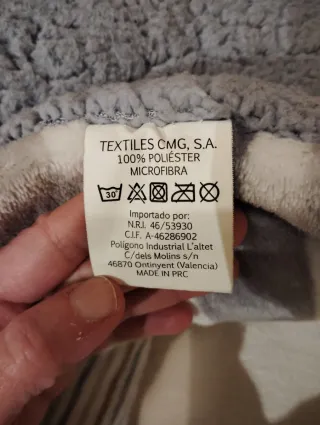 TEXTILES CMG, S.A.
100% POLIÉSTER
MICROFIBRA
30°
Importado por:
N.R.I. 46/53930
C.I.F. A-46286902
Polígono Industrial L'altet
C/dels Molins s/n
46870 Ontinyent (Valencia)
MADE IN PRC